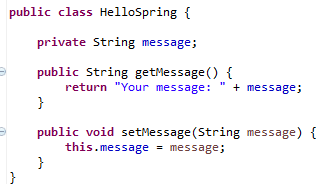 public class HelloSpring {
private String message;
public String getMessage() {
return "Your message: " + message;
}
public void setMessage(String message) {
this.message = message;
}
}